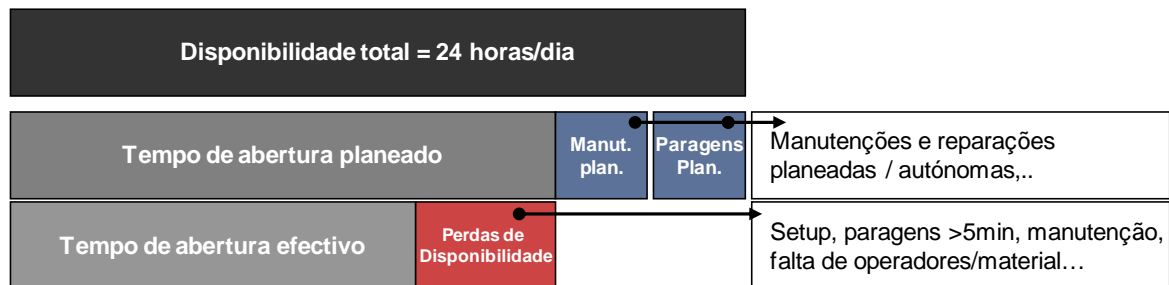 Disponibilidade total = 24 horas/dia
Tempo de abertura planeado
Manut.
plan.
Paragens
Plan.
Manutenções e reparações
planeadas / autónomas,..
Tempo de abertura efectivo
Perdas de
Disponibilidade
Setup, paragens >5min, manutenção,
falta de operadores/material…